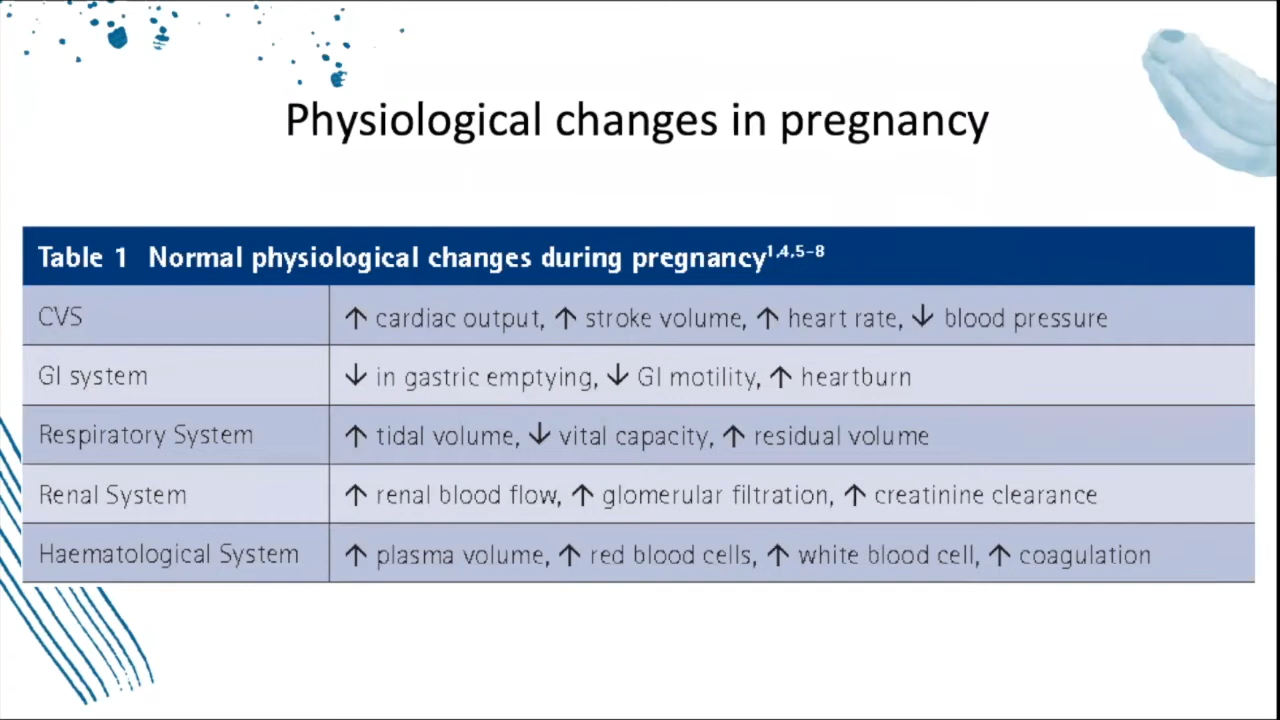 Physiological changes in pregnancy
Table 1 Normal physiological changes during pregnancy1,4,5–8
CVS ↑ cardiac output, ↑ stroke volume, ↑ heart rate, ↓ blood pressure
GI system ↓ in gastric emptying, ↓ GI motility, ↑ heartburn
Respiratory System ↑ tidal volume, ↓ vital capacity, ↑ residual volume
Renal System ↑ renal blood flow, ↑ glomerular filtration, ↑ creatinine clearance
Haematological System ↑ plasma volume, ↑ red blood cells, ↑ white blood cell, ↑ coagulation